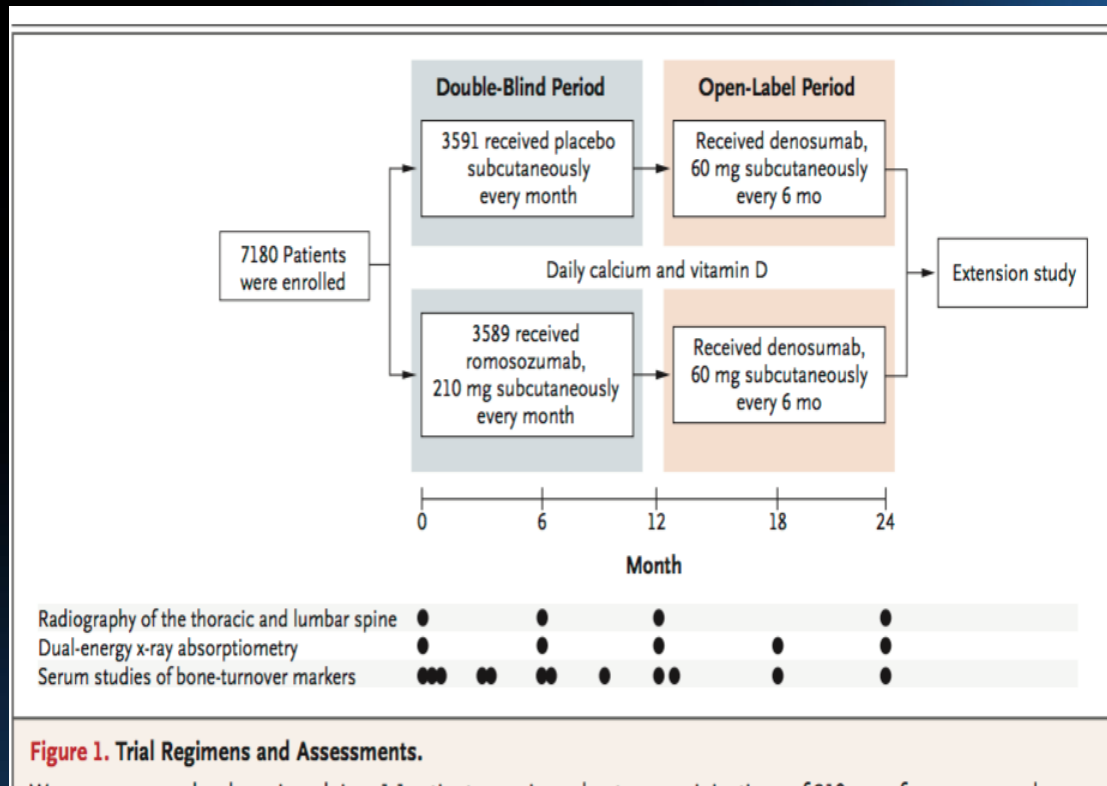 Double-Blind Period
Open-Label Period
3591 received placebo
subcutaneously
every month
Received denosumab,
60 mg subcutaneously
every 6 mo
7180 Patients
were enrolled
Daily calcium and vitamin D
Extension study
3589 received
romosozumab,
210 mg subcutaneously
every month
Received denosumab,
60 mg subcutaneously
every 6 mo
0 6 12 18 24
Month
Radiography of the thoracic and lumbar spine
Dual-energy x-ray absorptiometry
Serum studies of bone-turnover markers
Figure 1. Trial Regimens and Assessments.